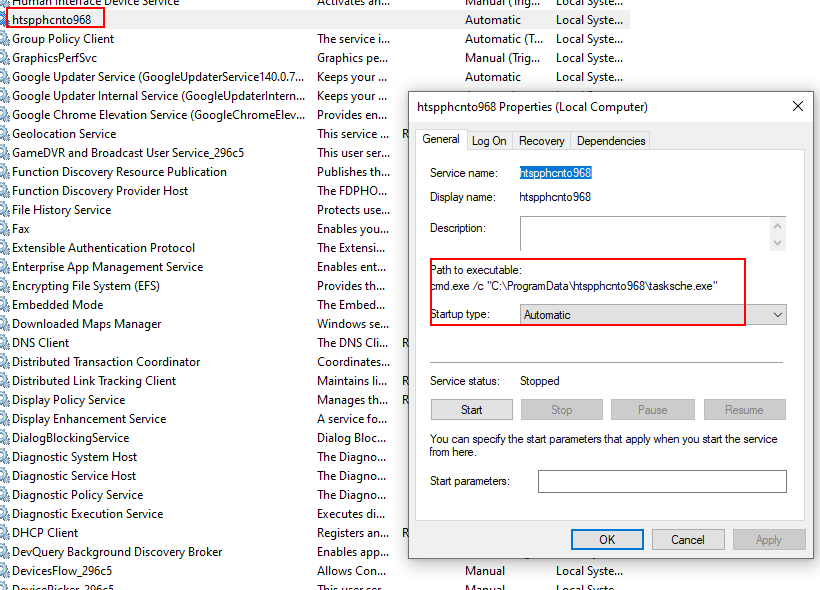 Human Interface Device Service Activates an... Manual (Trig... Local Syste...
htspphcnto968 Automatic Local Syste...
Group Policy Client The service i... Automatic (T... Local Syste...
GraphicsPerfSvc Graphics pe... Manual (Trig... Local Syste...
Google Updater Service (GoogleUpdaterService140.0.7... Keeps your ... Automatic Local Syste...
Google Updater Internal Service (GoogleUpdaterIntern... Keeps your ...
Google Chrome Elevation Service (GoogleChromeElev... Provides en...
Geolocation Service This service ... R
GameDVR and Broadcast User Service_296c5 This user ser...
Function Discovery Resource Publication Publishes th...
Function Discovery Provider Host The FDPHO...
File History Service Protects use...
Fax Enables you...
Extensible Authentication Protocol The Extensi...
Enterprise App Management Service Enables ent...
Encrypting File System (EFS) Provides th...
Embedded Mode The Embed...
Downloaded Maps Manager Windows se...
DNS Client The DNS Cli... R
Distributed Transaction Coordinator Coordinates...
Distributed Link Tracking Client Maintains li... R
Display Policy Service Manages th... R
Display Enhancement Service A service fo...
DialogBlockingService Dialog Bloc...
Diagnostic System Host The Diagno...
Diagnostic Service Host The Diagno...
Diagnostic Policy Service The Diagno...
Diagnostic Execution Service Executes di...
DHCP Client Registers an... R
DevQuery Background Discovery Broker Enables app...
DevicesFlow_296c5 Allows Con... Manual Local Syste...
DevicePicker_296c5 This user ser... Manual Local Syste...
htspphcnto968 Properties (Local Computer)
General Log On Recovery Dependencies
Service name: htspphcnto968
Display name: htspphcnto968
Description:
Path to executable:
cmd.exe /c "C:\ProgramData\htspphcnto968\tasksche.exe"
Startup type: Automatic
Service status: Stopped
Start Stop Pause Resume
You can specify the start parameters that apply when you start the service
from here.
Start parameters:
OK Cancel Apply